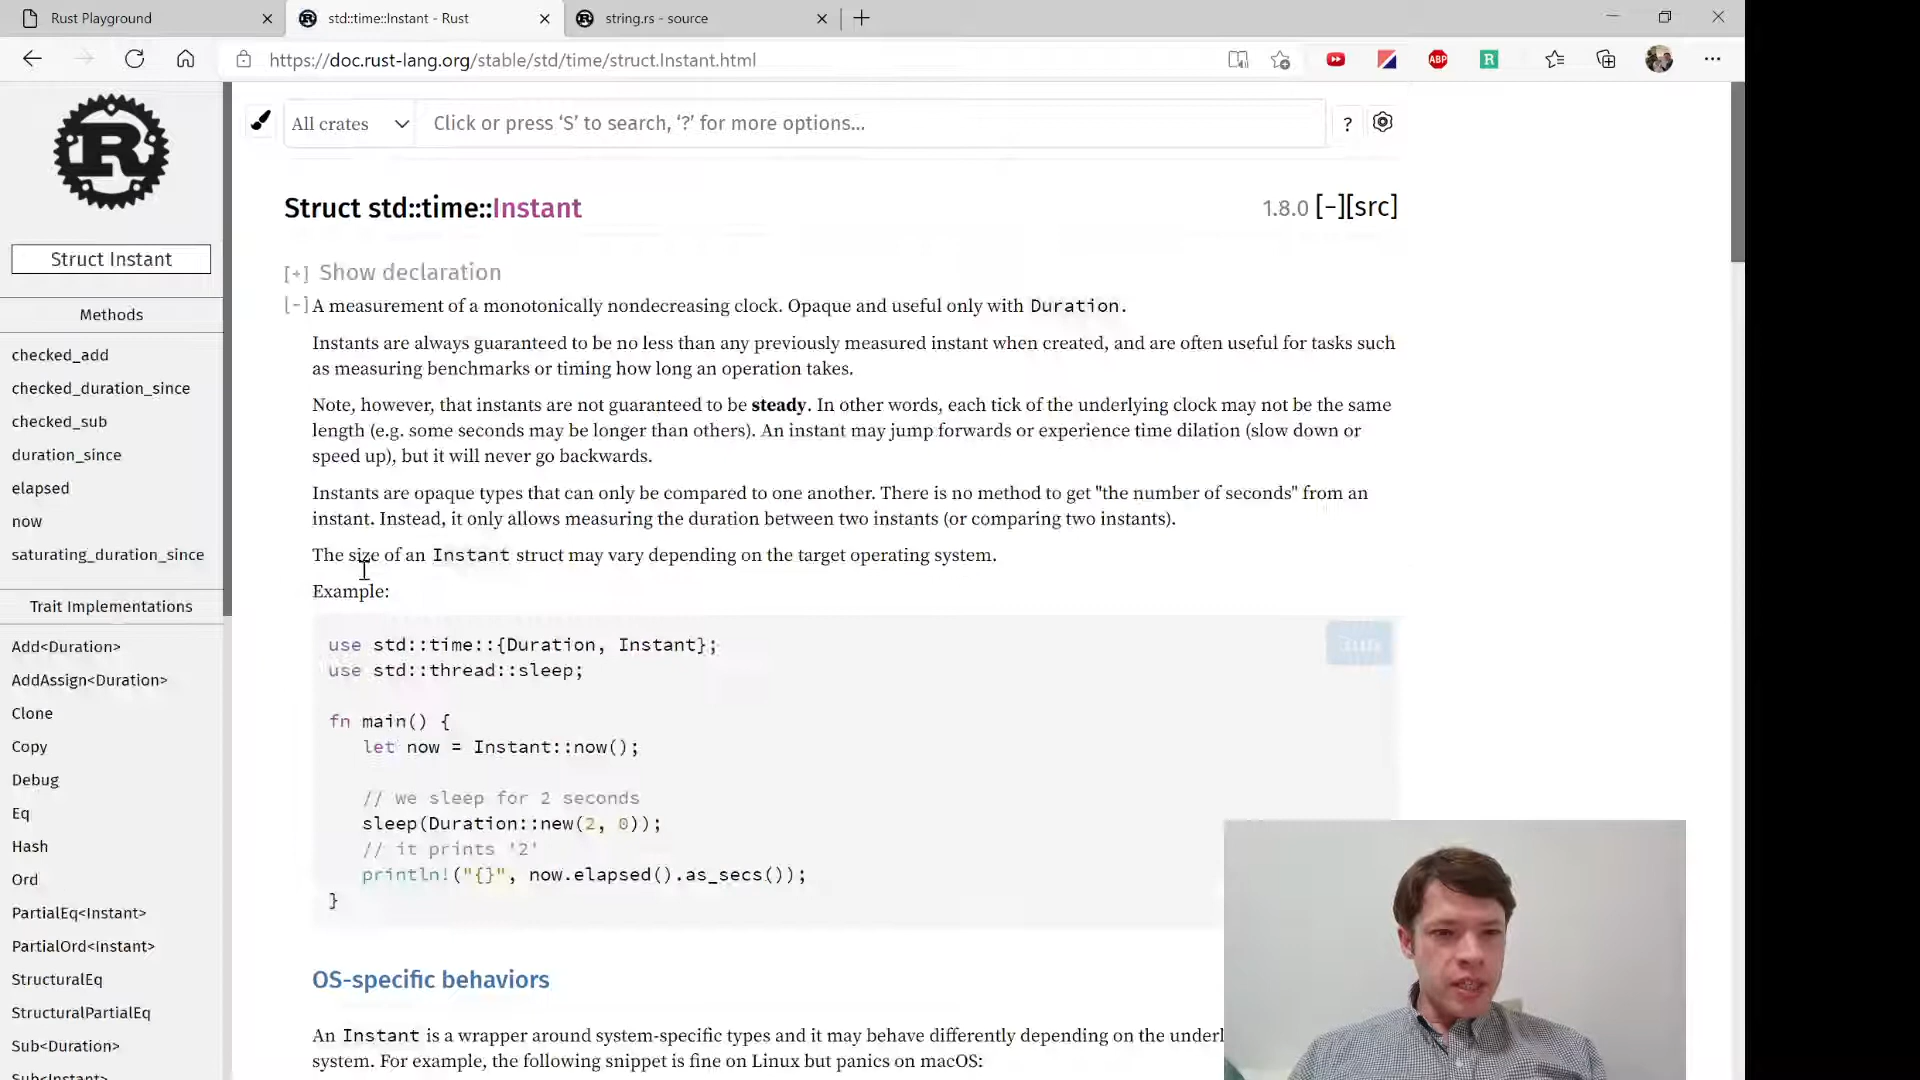 Rust Playground
std::time::Instant - Rust
string.rs - source
https://doc.rust-lang.org/stable/std/time/struct.Instant.html
ABP
R
R
All crates
Click or press ‘S’ to search, ‘?’ for more options…
?
Struct Instant
Methods
checked_add
checked_duration_since
checked_sub
duration_since
elapsed
now
saturating_duration_since
Trait Implementations
Add<Duration>
AddAssign<Duration>
Clone
Copy
Debug
Eq
Hash
Ord
PartialEq<Instant>
PartialOrd<Instant>
StructuralEq
StructuralPartialEq
Sub<Duration>
Sub<Instant>
Struct std::time::Instant
1.8.0 [-][src]
[+] Show declaration
[-] A measurement of a monotonically nondecreasing clock. Opaque and useful only with Duration.
Instants are always guaranteed to be no less than any previously measured instant when created, and are often useful for tasks such
as measuring benchmarks or timing how long an operation takes.
Note, however, that instants are not guaranteed to be steady. In other words, each tick of the underlying clock may not be the same
length (e.g. some seconds may be longer than others). An instant may jump forwards or experience time dilation (slow down or
speed up), but it will never go backwards.
Instants are opaque types that can only be compared to one another. There is no method to get "the number of seconds" from an
instant. Instead, it only allows measuring the duration between two instants (or comparing two instants).
The size of an Instant struct may vary depending on the target operating system.
Example:
use std::time::{Duration, Instant};
use std::thread::sleep;
fn main() {
let now = Instant::now();
// we sleep for 2 seconds
sleep(Duration::new(2, 0));
// it prints '2'
println!("{}", now.elapsed().as_secs());
}
OS-specific behaviors
An Instant is a wrapper around system-specific types and it may behave differently depending on the
system. For example, the following snippet is fine on Linux but panics on macOS: